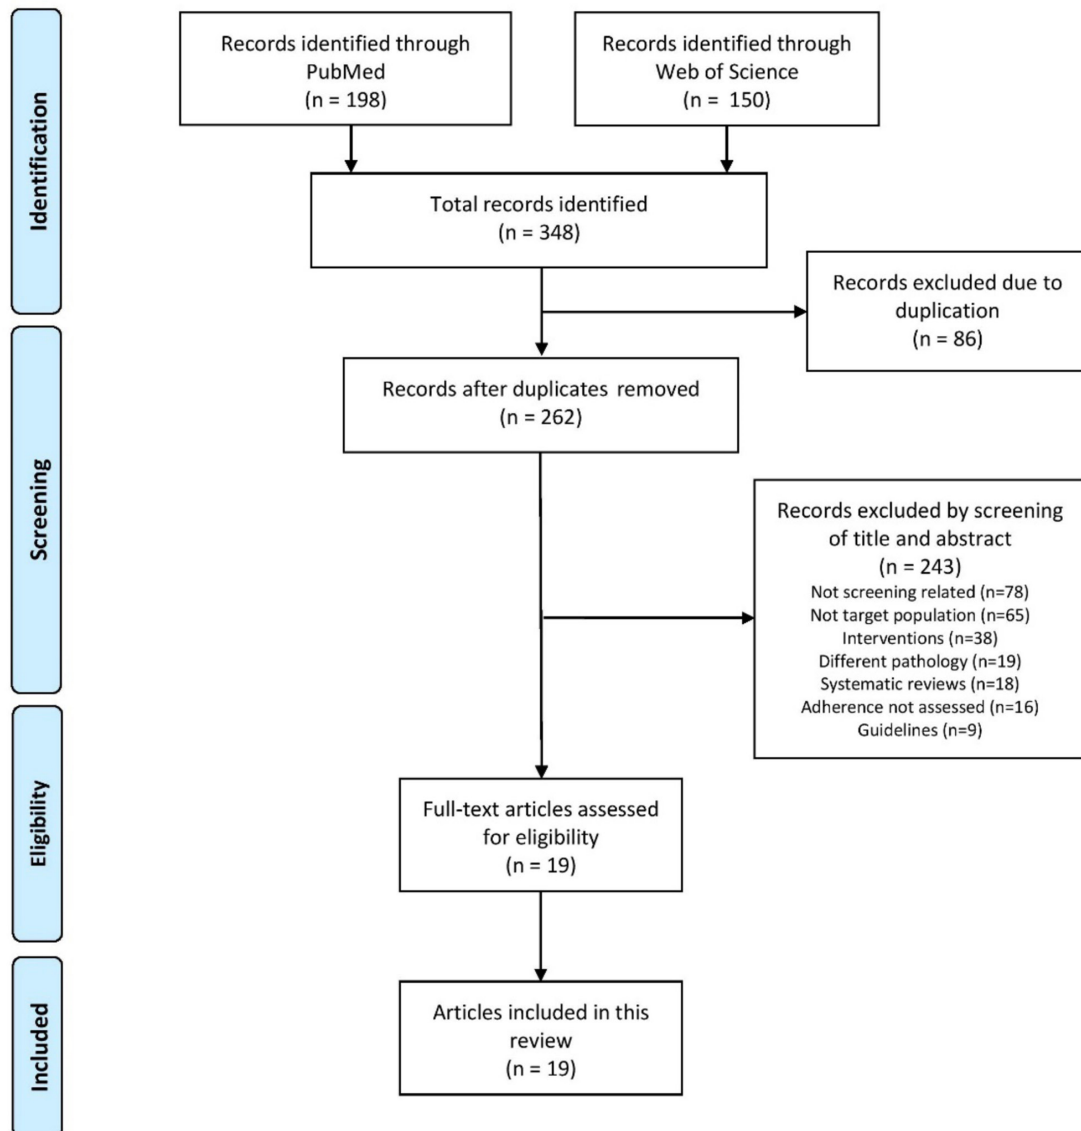 Identification
Records identified through
PubMed
(n = 198)
Records identified through
Web of Science
(n = 150)
Total records identified
(n = 348)
Records excluded due to
duplication
(n = 86)
Screening
Records after duplicates removed
(n = 262)
Records excluded by screening
of title and abstract
(n = 243)
Not screening related (n=78)
Not target population (n=65)
Interventions (n=38)
Different pathology (n=19)
Systematic reviews (n=18)
Adherence not assessed (n=16)
Guidelines (n=9)
Eligibility
Full-text articles assessed
for eligibility
(n = 19)
Included
Articles included in this
review
(n = 19)